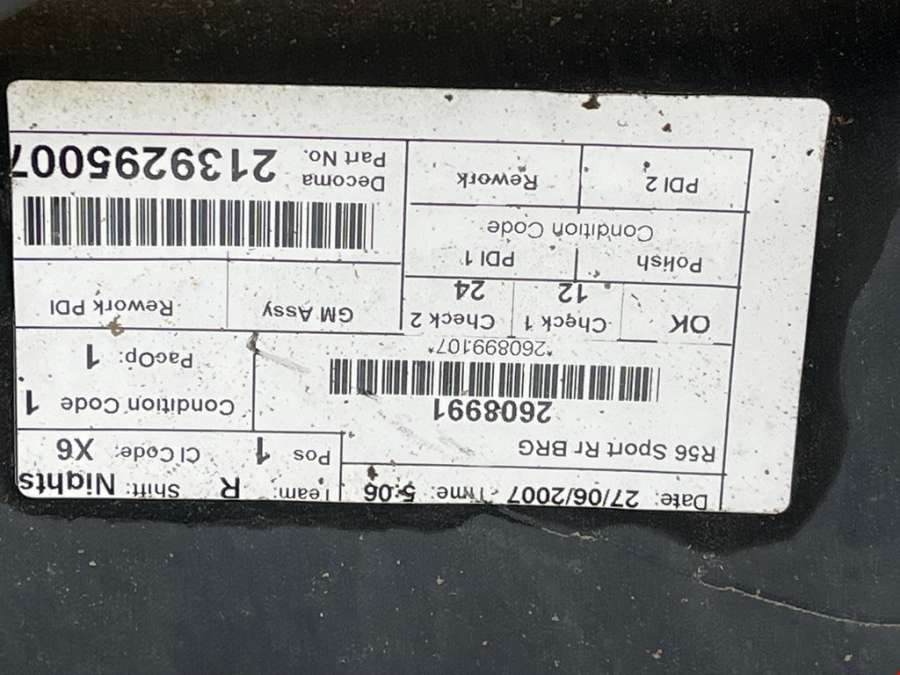 Date: 27/06/2007 Time: 5:06 Team: R Shift: Nights
R56 Sport Rr BRG
Pos 1 CI Code: X6
2608991
Condition Code 1
*260899107*
PacOp: 1
OK Check 1 12 Check 2 24
GM Assy Rework PDI
Polish PDI 1
Condition Code
PDI 2 Rework
Decoma Part No. 2139295007